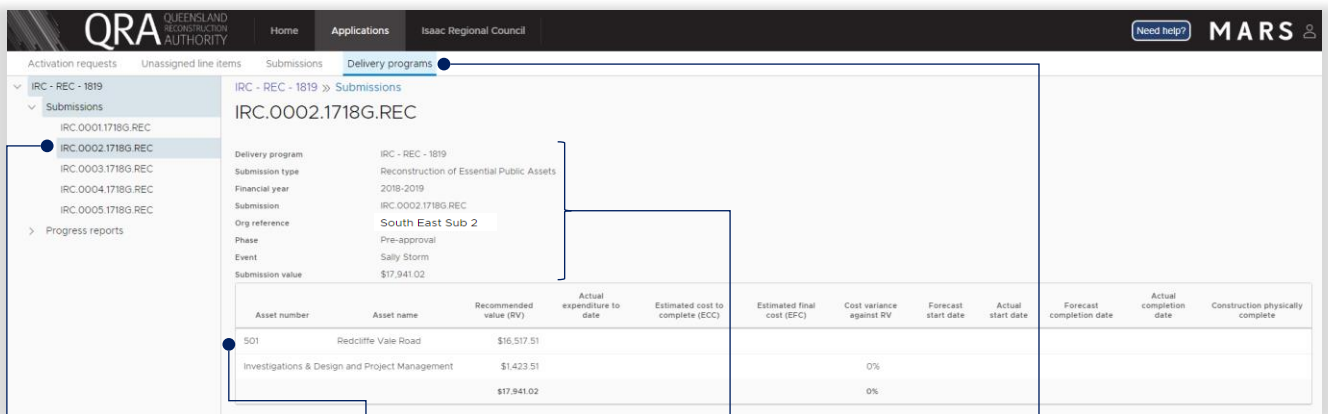 QRA QUEENSLAND RECONSTRUCTION AUTHORITY
Home Applications Isaac Regional Council Need help? MARS
Activation requests Unassigned line items Submissions Delivery programs
IRC - REC - 1819
Submissions
IRC.0001.1718G.REC
IRC.0002.1718G.REC
IRC.0003.1718G.REC
IRC.0004.1718G.REC
IRC.0005.1718G.REC
Progress reports
IRC - REC - 1819 » Submissions
IRC.0002.1718G.REC
Delivery program IRC - REC - 1819
Submission type Reconstruction of Essential Public Assets
Financial year 2018-2019
Submission IRC.0002.1718G.REC
Org reference South East Sub 2
Phase Pre-approval
Event Sally Storm
Submission value $17,941.02
Asset number Asset name Recommended value (RV) Actual expenditure to date Estimated cost to complete (ECC) Estimated final cost (EFC) Cost variance against RV Forecast start date Actual start date Forecast completion date Actual completion date Construction physically complete
501 Redcliffe Vale Road $16,517.51
Investigations & Design and Project Management $1,423.51 0%
$17,941.02 0%